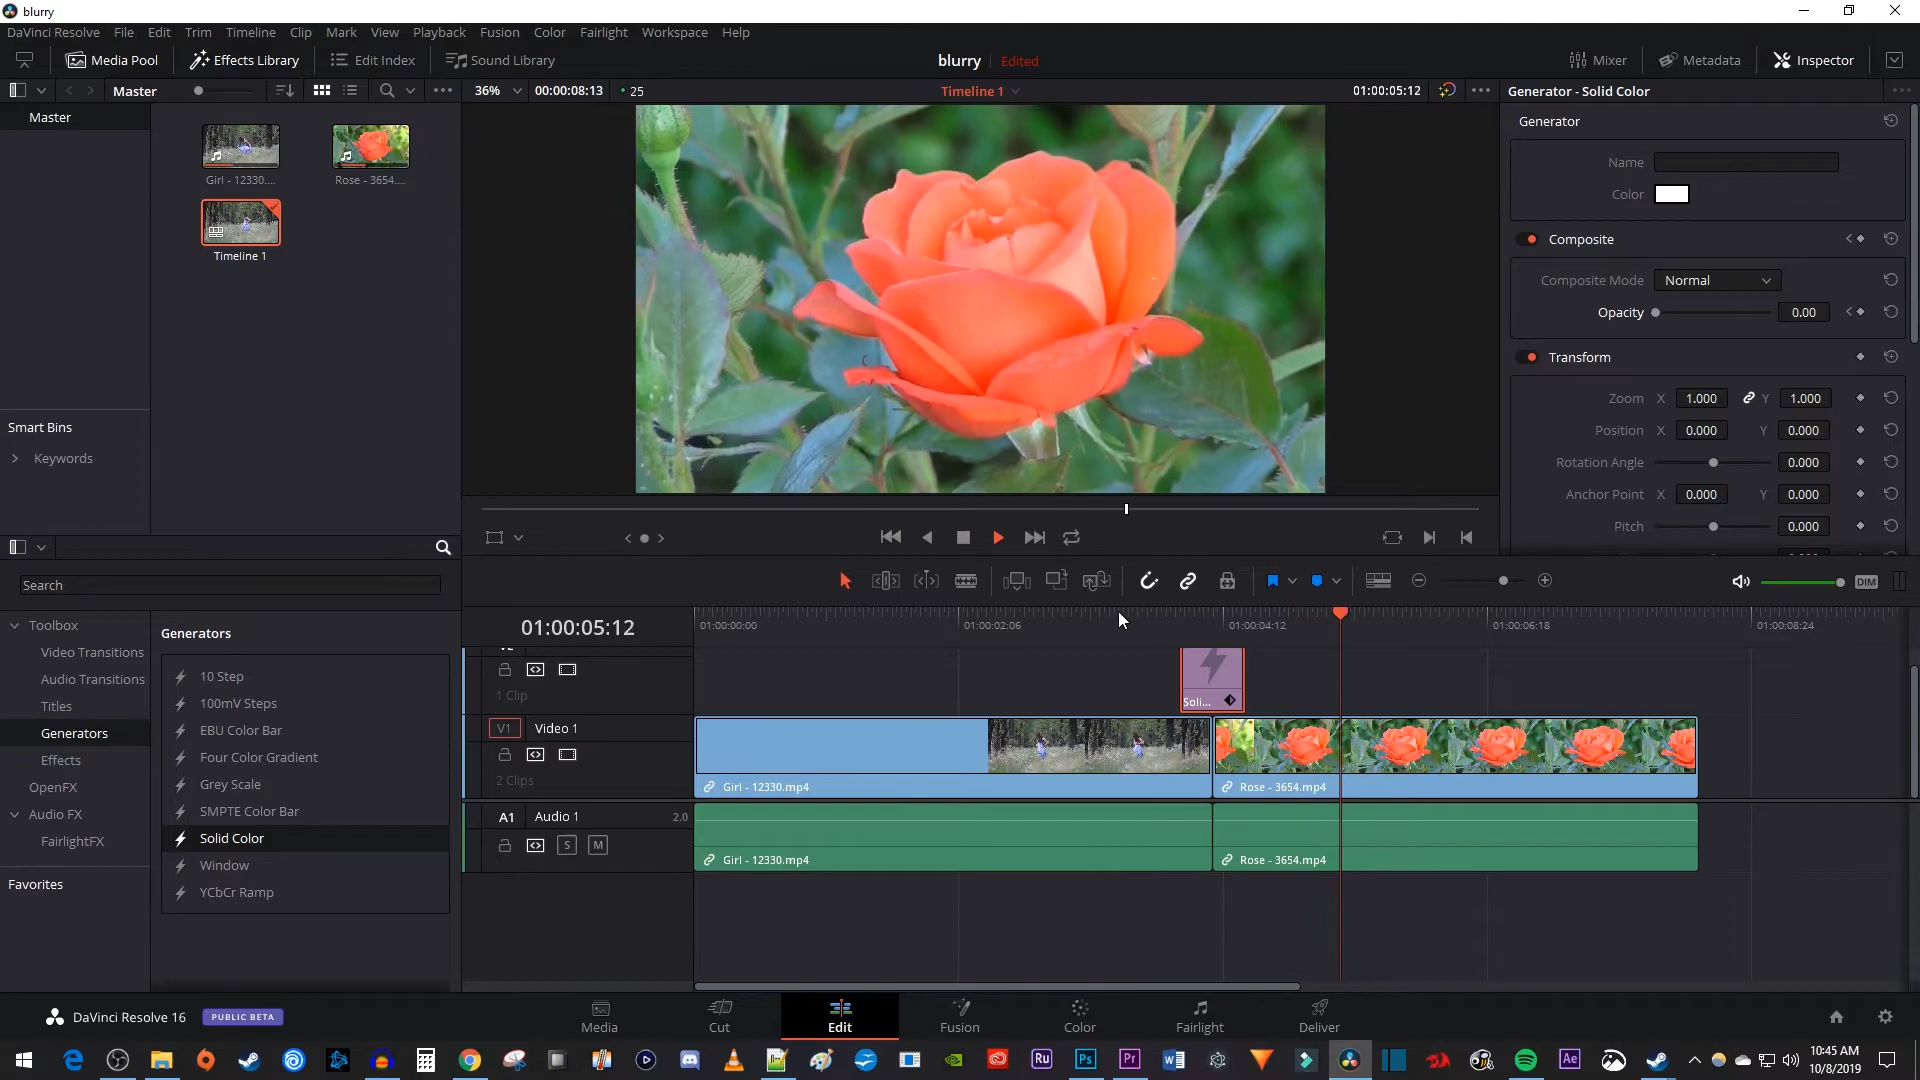 blurry
DaVinci Resolve File Edit Trim Timeline Clip Mark View Playback Fusion Color Fairlight Workspace Help
Media Pool Effects Library Edit Index Sound Library blurry Edited Mixer Metadata Inspector
Master 36% 00:00:08:13 25 Timeline 1 01:00:05:12 Generator - Solid Color
Master
Girl - 12330.... Rose - 3654....
Timeline 1
Smart Bins
Keywords
Generator
Name
Color
Composite
Composite Mode Normal
Opacity 0.00
Transform
Zoom X 1.000 Y 1.000
Position X 0.000 Y 0.000
Rotation Angle 0.000
Anchor Point X 0.000 Y 0.000
Pitch 0.000
Search
DIM
Toolbox
Video Transitions
Audio Transitions
Titles
Generators
Effects
OpenFX
Audio FX
FairlightFX
Favorites
Generators
10 Step
100mV Steps
EBU Color Bar
Four Color Gradient
Grey Scale
SMPTE Color Bar
Solid Color
Window
YCbCr Ramp
01:00:05:12
01:00:00:00 01:00:02:06 01:00:04:12 01:00:06:18 01:00:08:24
1 Clip
Soli...
V1 Video 1
2 Clips
Girl - 12330.mp4 Rose - 3654.mp4
A1 Audio 1 2.0
S M
Girl - 12330.mp4 Rose - 3654.mp4
DaVinci Resolve 16 PUBLIC BETA
Media Cut Edit Fusion Color Fairlight Deliver
Ru Ps Pr Ae
10:45 AM
10/8/2019